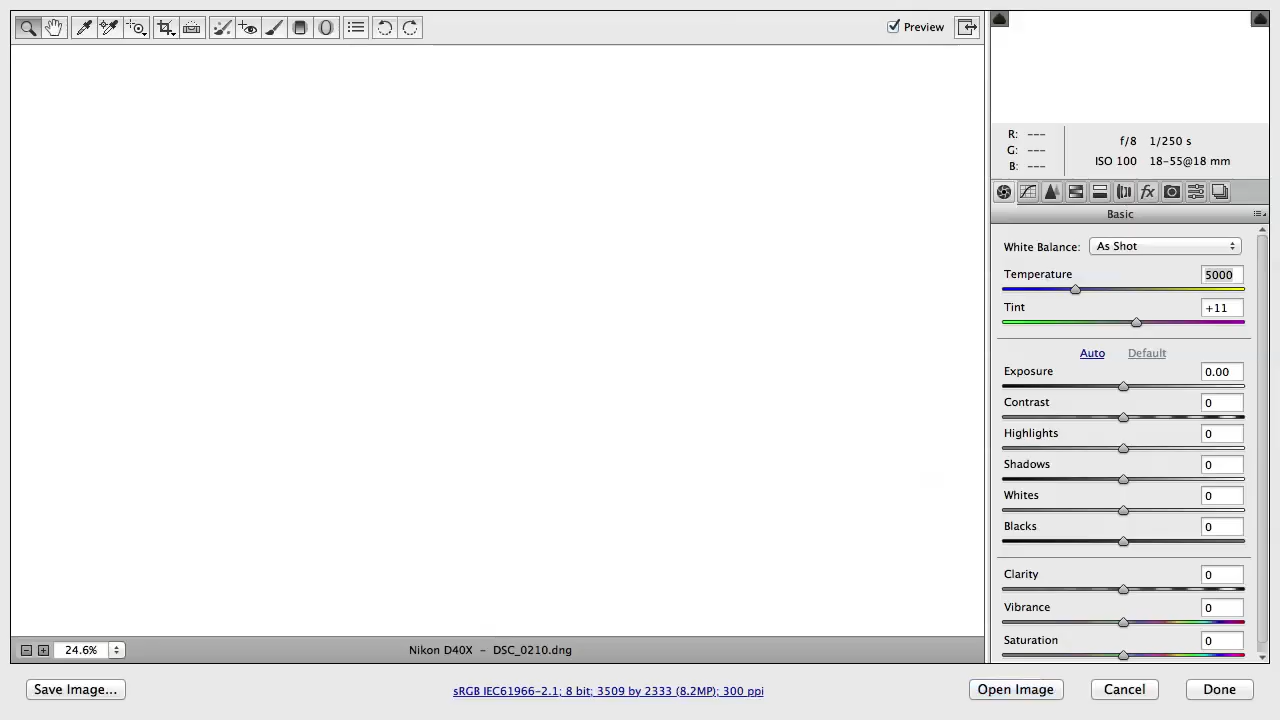 Preview
R: ---
G: ---
B: ---
f/8 1/250 s
ISO 100 18-55@18 mm
fx
Basic
White Balance: As Shot
Temperature 5000
Tint +11
Auto Default
Exposure 0.00
Contrast 0
Highlights 0
Shadows 0
Whites 0
Blacks 0
Clarity 0
Vibrance 0
Saturation 0
24.6%
Nikon D40X - DSC_0210.dng
Save Image...
sRGB IEC61966-2.1; 8 bit; 3509 by 2333 (8.2MP); 300 ppi
Open Image
Cancel
Done